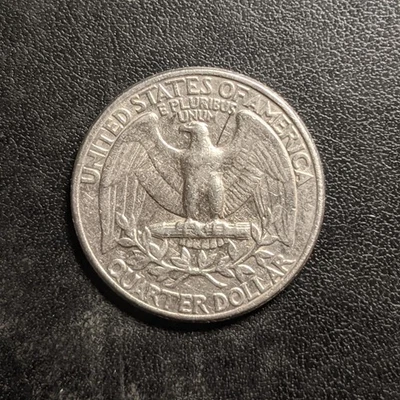 UNITED STATES OF AMERICA
E PLURIBUS
UNUM
QUARTER DOLLAR